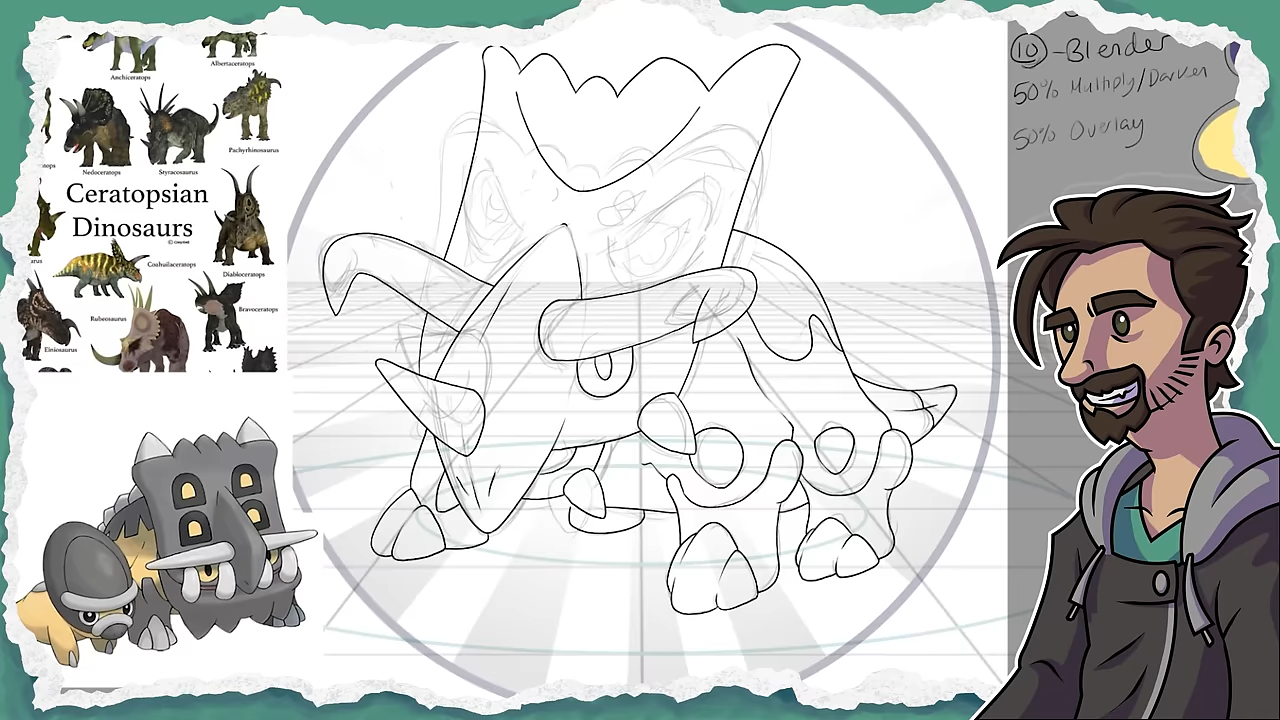 Anchiceratops
Albertaceratops
Nedoceratops
Styracosaurus
Pachyrhinosaurus
Ceratopsian
Dinosaurs
Coahuilaceratops
Diabloceratops
Rubeosaurus
Bravoceratops
Einiosaurus
10 - Blender
50% Multiply/Darken
50% Overlay